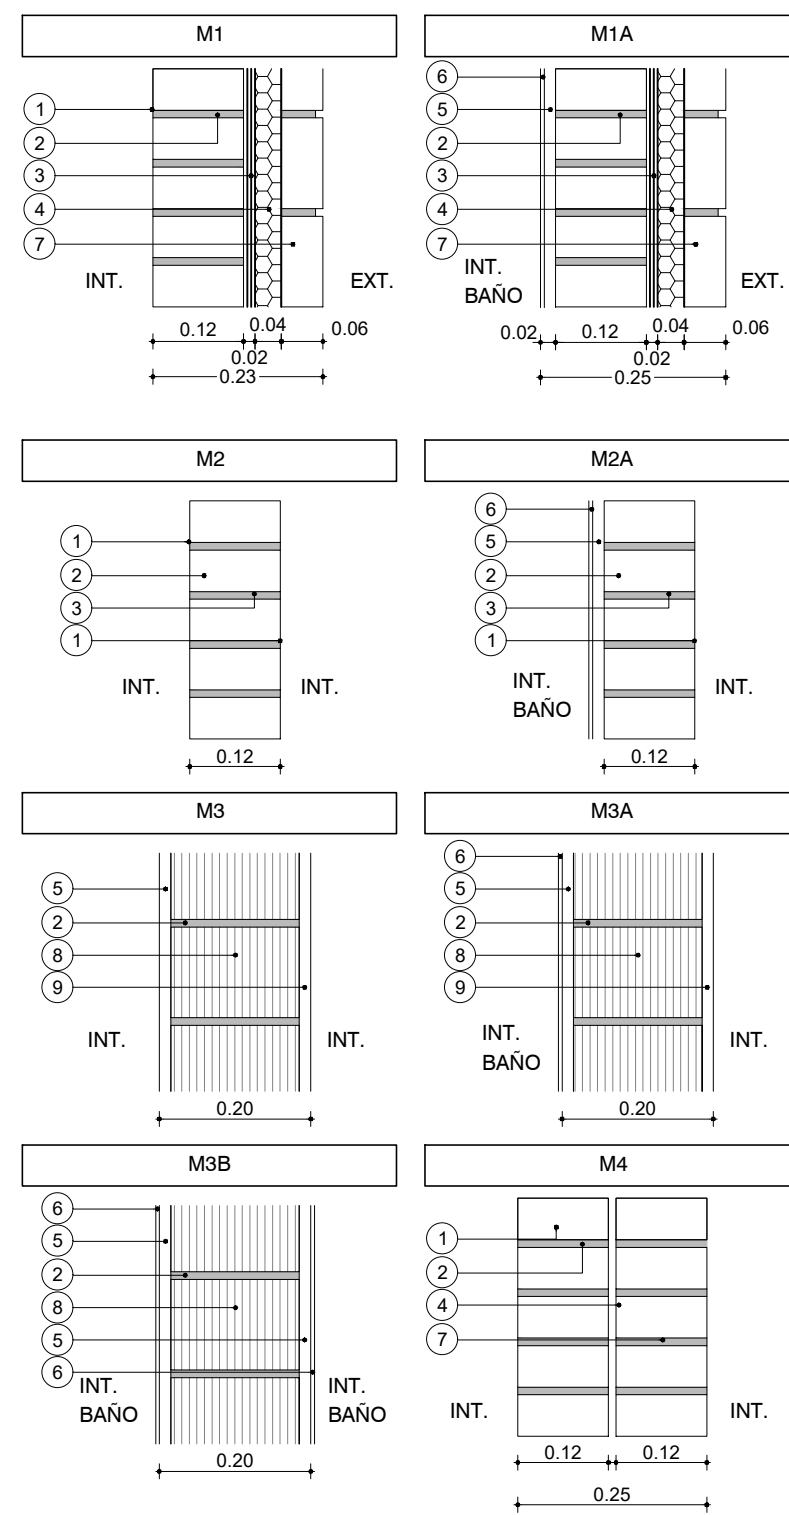 M1
1
2
3
4
7
INT.
EXT.
0.12
0.04
0.06
0.02
0.23
M1A
6
5
2
3
4
7
INT.
BAÑO
EXT.
0.02
0.12
0.04
0.06
0.02
0.25
M2
1
2
3
1
INT.
INT.
0.12
M2A
6
5
2
3
1
INT.
BAÑO
INT.
0.12
M3
5
2
8
9
INT.
INT.
0.20
M3A
6
5
2
8
9
INT.
BAÑO
INT.
0.20
M3B
6
5
2
8
5
6
INT.
BAÑO
INT.
BAÑO
0.20
M4
1
2
4
7
INT.
INT.
0.12
0.12
0.25